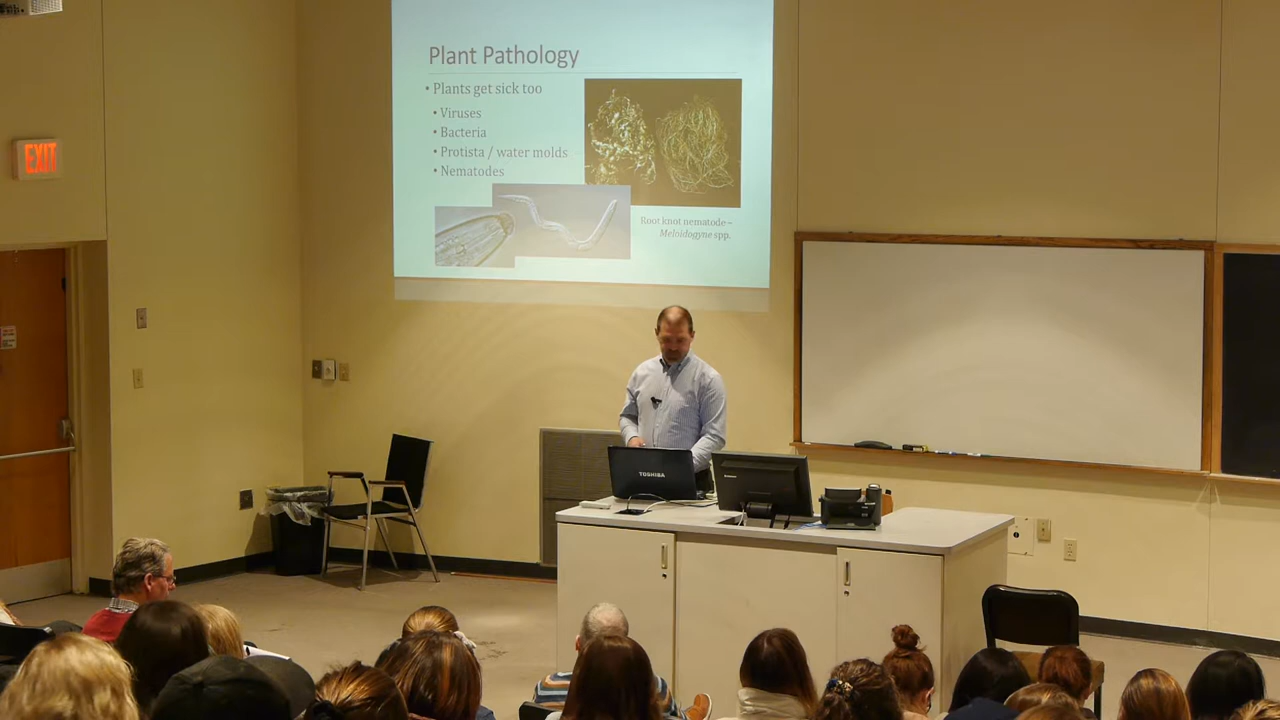 Plant Pathology
• Plants get sick too
• Viruses
• Bacteria
• Protista / water molds
• Nematodes
Root knot nematode –
Meloidogyne spp.
EXIT
TOSHIBA